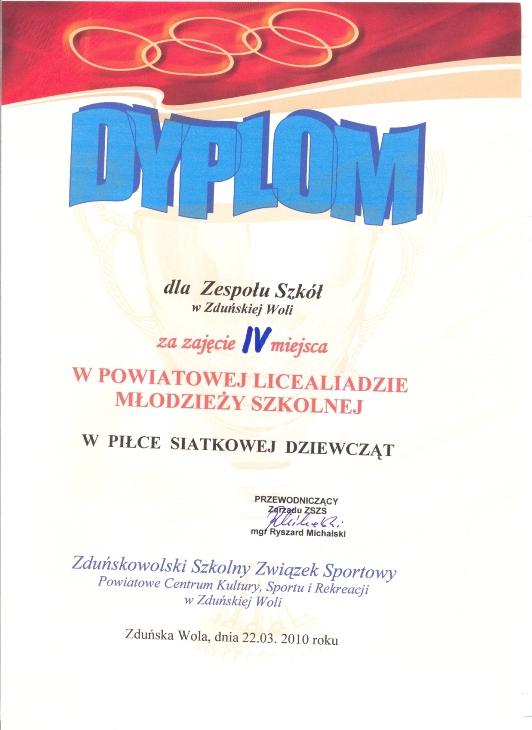 DYPLOM
dla Zespołu Szkół
w Zduńskiej Woli
za zajęcie IV miejsca
W POWIATOWEJ LICEALIADZIE
MŁODZIEŻY SZKOLNEJ
W PIŁCE SIATKOWEJ DZIEWCZĄT
PRZEWODNICZĄCY
Zarządu ZSZS
mgr Ryszard Michalski
Zduńskowolski Szkolny Związek Sportowy
Powiatowe Centrum Kultury, Sportu i Rekreacji
w Zduńskiej Woli
Zduńska Wola, dnia 22.03. 2010 roku